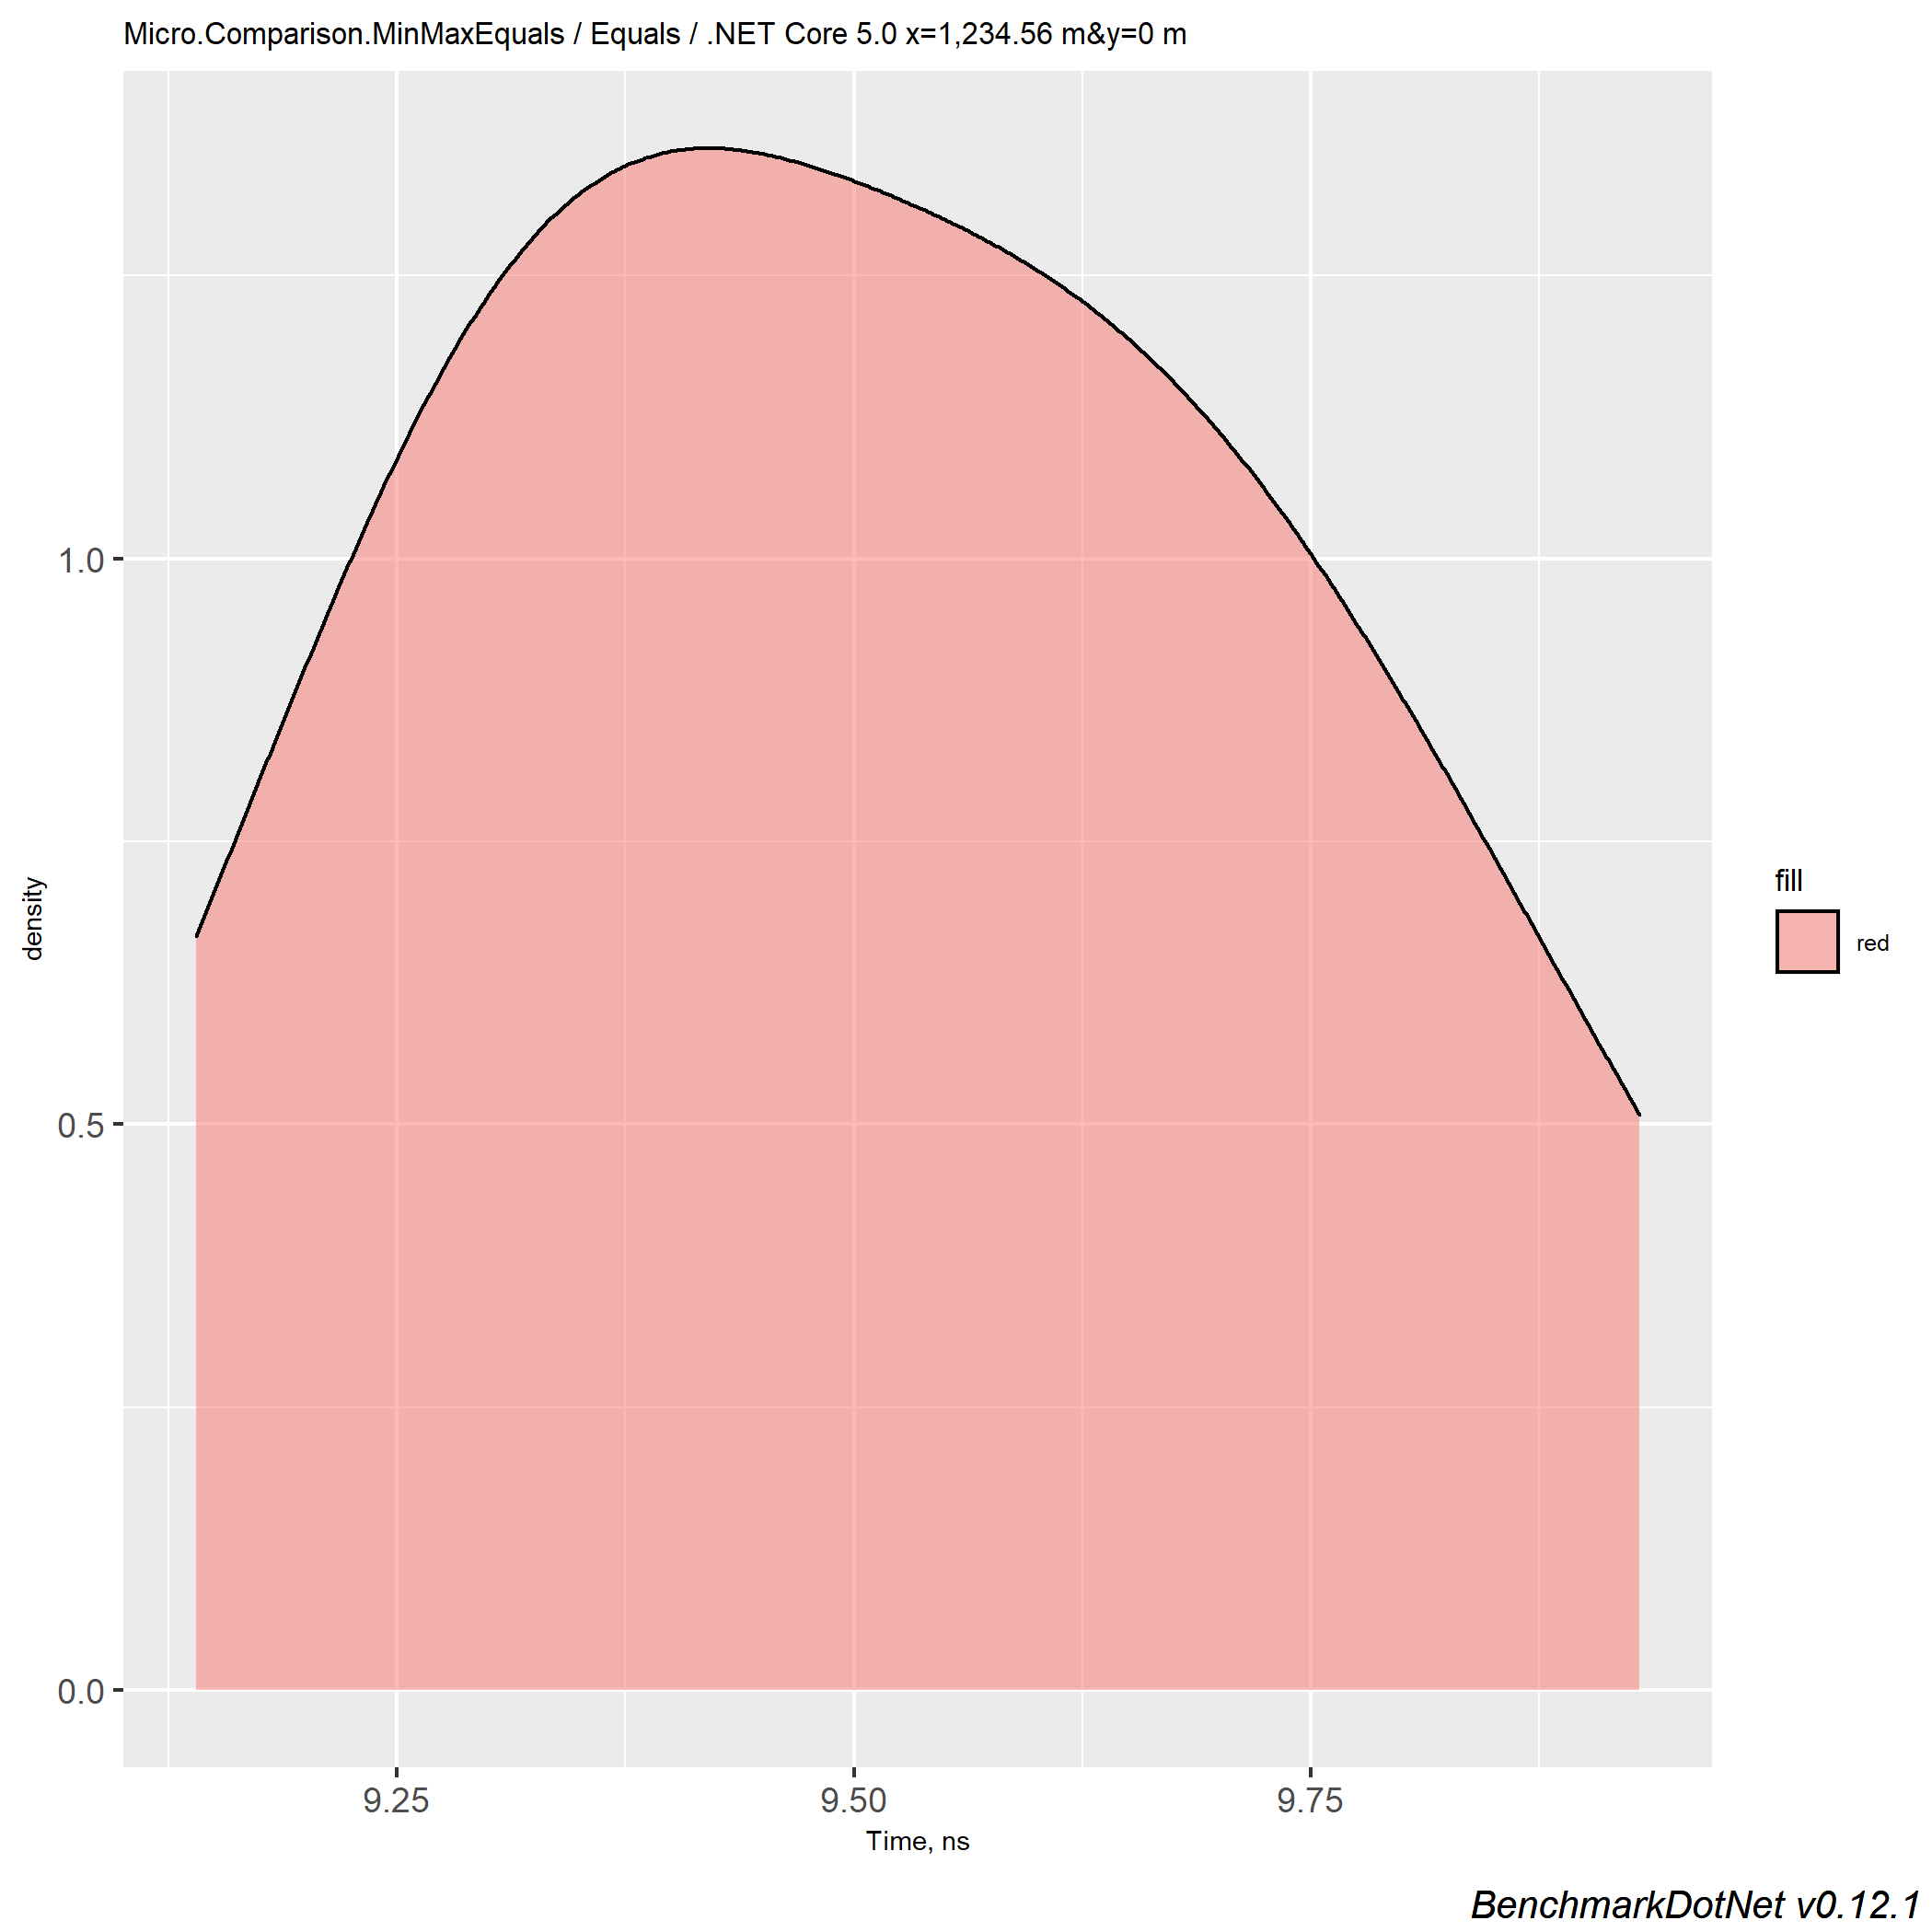 Micro.Comparison.MinMaxEquals / Equals / .NET Core 5.0 x=1,234.56 m&y=0 m
density
1.0
0.5
0.0
9.25 9.50 9.75
Time, ns
fill
red
BenchmarkDotNet v0.12.1